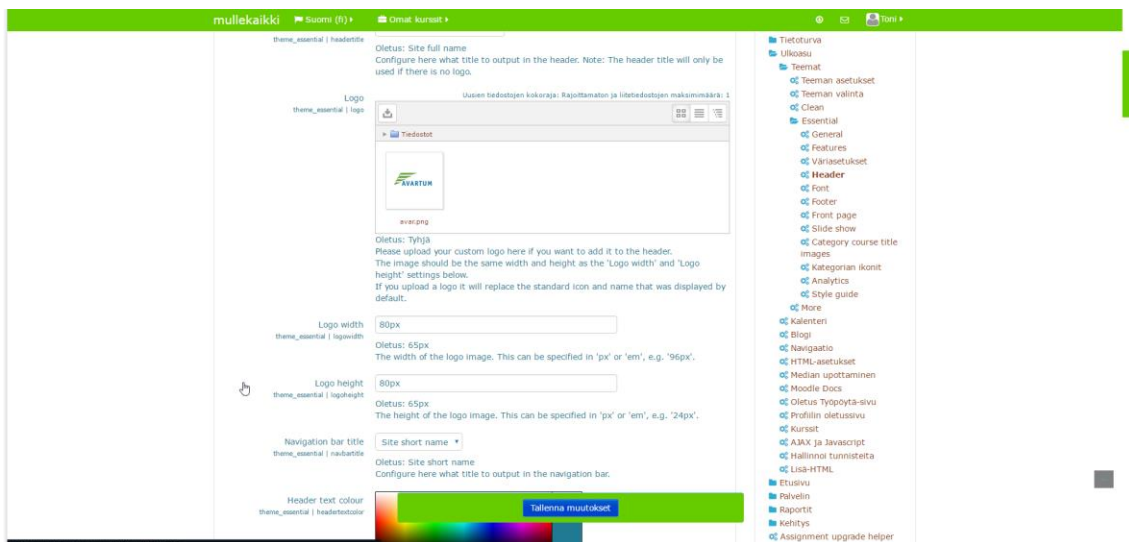 mullekaikki
Suomi (fi)
Omat kurssit
Toni
theme_essential | headertitle
Oletus: Site full name
Configure here what title to output in the header. Note: The header title will only be
used if there is no logo.
Logo
theme_essential | logo
Uusien tiedostojen kokoraja: Rajoittamaton ja liitetiedostojen maksimimäärä: 1
Tiedostot
AVARTUM
avar.png
Oletus: Tyhjä
Please upload your custom logo here if you want to add it to the header.
The image should be the same width and height as the 'Logo width' and 'Logo
height' settings below.
If you upload a logo it will replace the standard icon and name that was displayed by
default.
Logo width
theme_essential | logowidth
80px
Oletus: 65px
The width of the logo image. This can be specified in 'px' or 'em', e.g. '96px'.
Logo height
theme_essential | logoheight
80px
Oletus: 65px
The height of the logo image. This can be specified in 'px' or 'em', e.g. '24px'.
Navigation bar title
theme_essential | navbartitle
Site short name
Oletus: Site short name
Configure here what title to output in the navigation bar.
Header text colour
theme_essential | headertextcolor
Tallenna muutokset
Tietoturva
Ulkoasu
Teemat
Teeman asetukset
Teeman valinta
Clean
Essential
General
Features
Väriasetukset
Header
Font
Footer
Front page
Slide show
Category course title
images
Kategorian ikonit
Analytics
Style guide
More
Kalenteri
Blogi
Navigaatio
HTML-asetukset
Median upottaminen
Moodle Docs
Oletus Työpöytä-sivu
Profiilin oletussivu
Kurssit
AJAX ja Javascript
Hallinnoi tunnisteita
Lisä-HTML
Etusivu
Palvelin
Raportit
Kehitys
Assignment upgrade helper